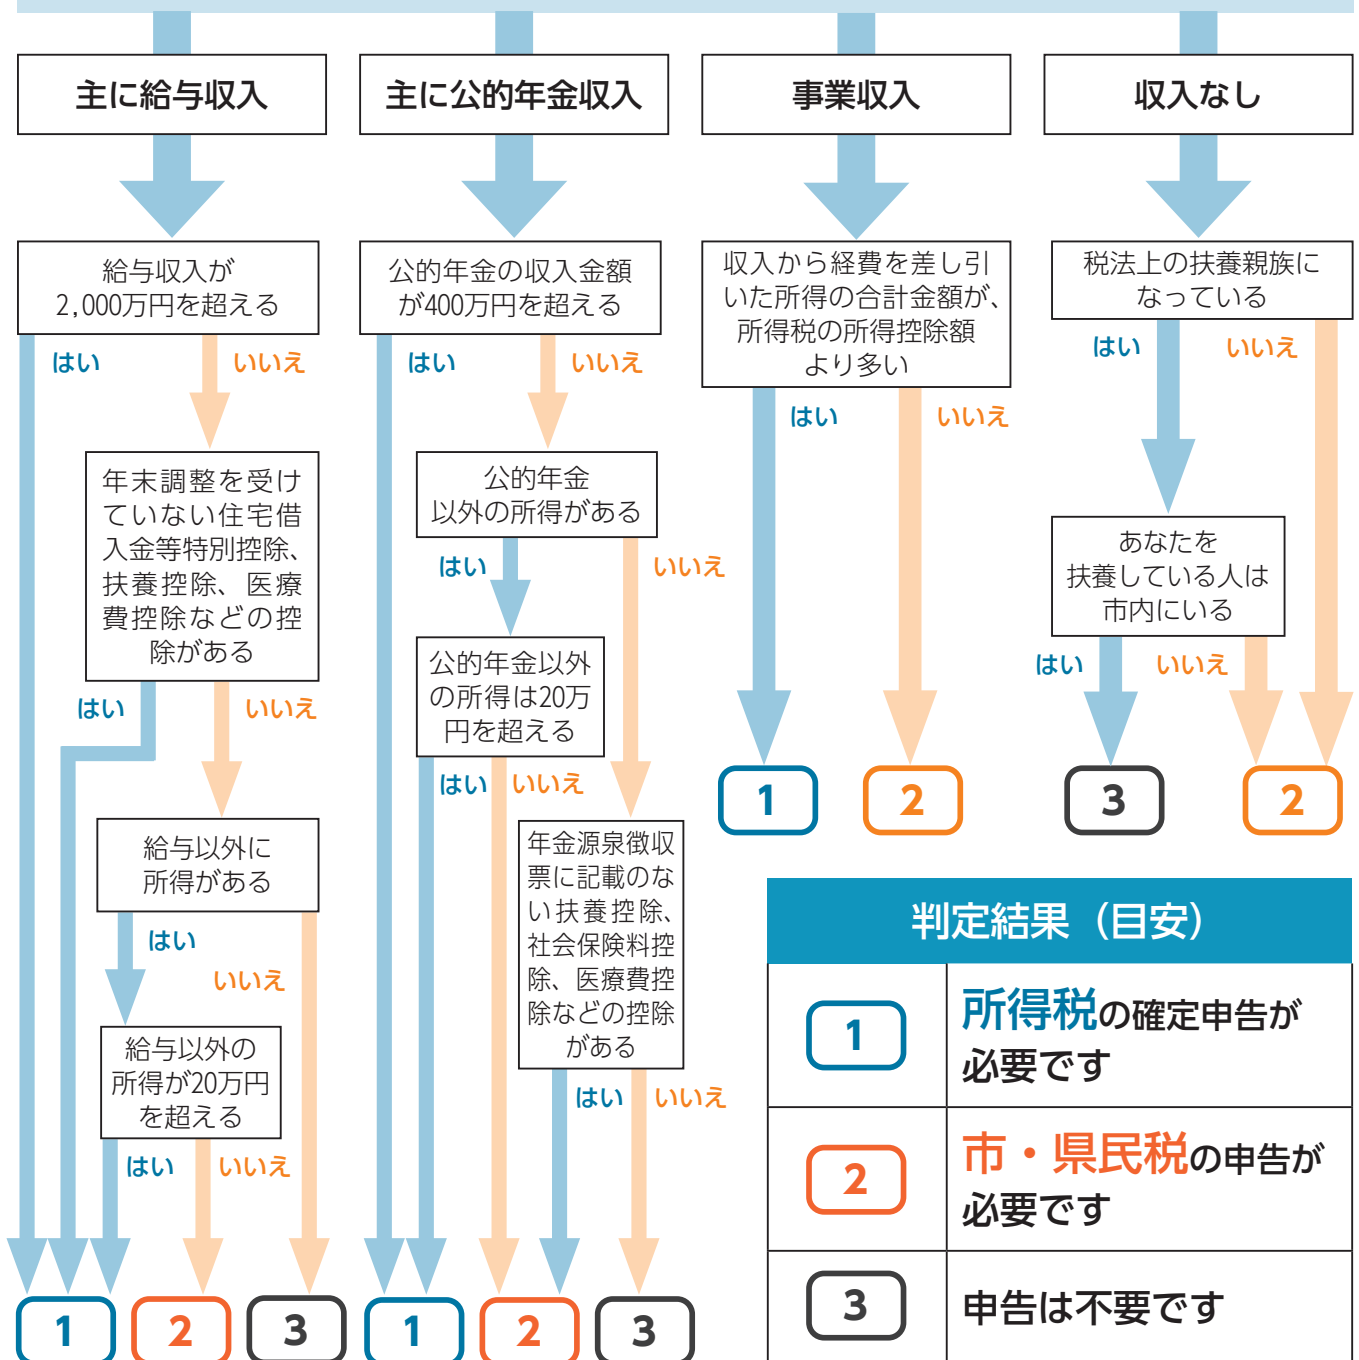 主に給与収入
給与収入が
2,000万円を超える
はい
いいえ
年末調整を受け
ていない住宅借
入金等特別控除、
扶養控除、医療
費控除などの控
除がある
はい
いいえ
給与以外に
所得がある
はい
いいえ
給与以外の
所得が20万円
を超える
はい
いいえ
1
2
3
主に公的年金収入
公的年金の収入金額
が400万円を超える
はい
いいえ
公的年金
以外の所得がある
はい
いいえ
公的年金以外
の所得は20万
円を超える
はい
いいえ
年金源泉徴収
票に記載のな
い扶養控除、
社会保険料控
除、医療費控
除などの控除
がある
はい
いいえ
1
2
3
事業収入
収入から経費を差し引
いた所得の合計金額が、
所得税の所得控除額
より多い
はい
いいえ
1
2
収入なし
税法上の扶養親族に
なっている
はい
いいえ
あなたを
扶養している人は
市内にいる
はい
いいえ
3
2
判定結果（目安）
1
所得税の確定申告が
必要です
2
市・県民税の申告が
必要です
3
申告は不要です